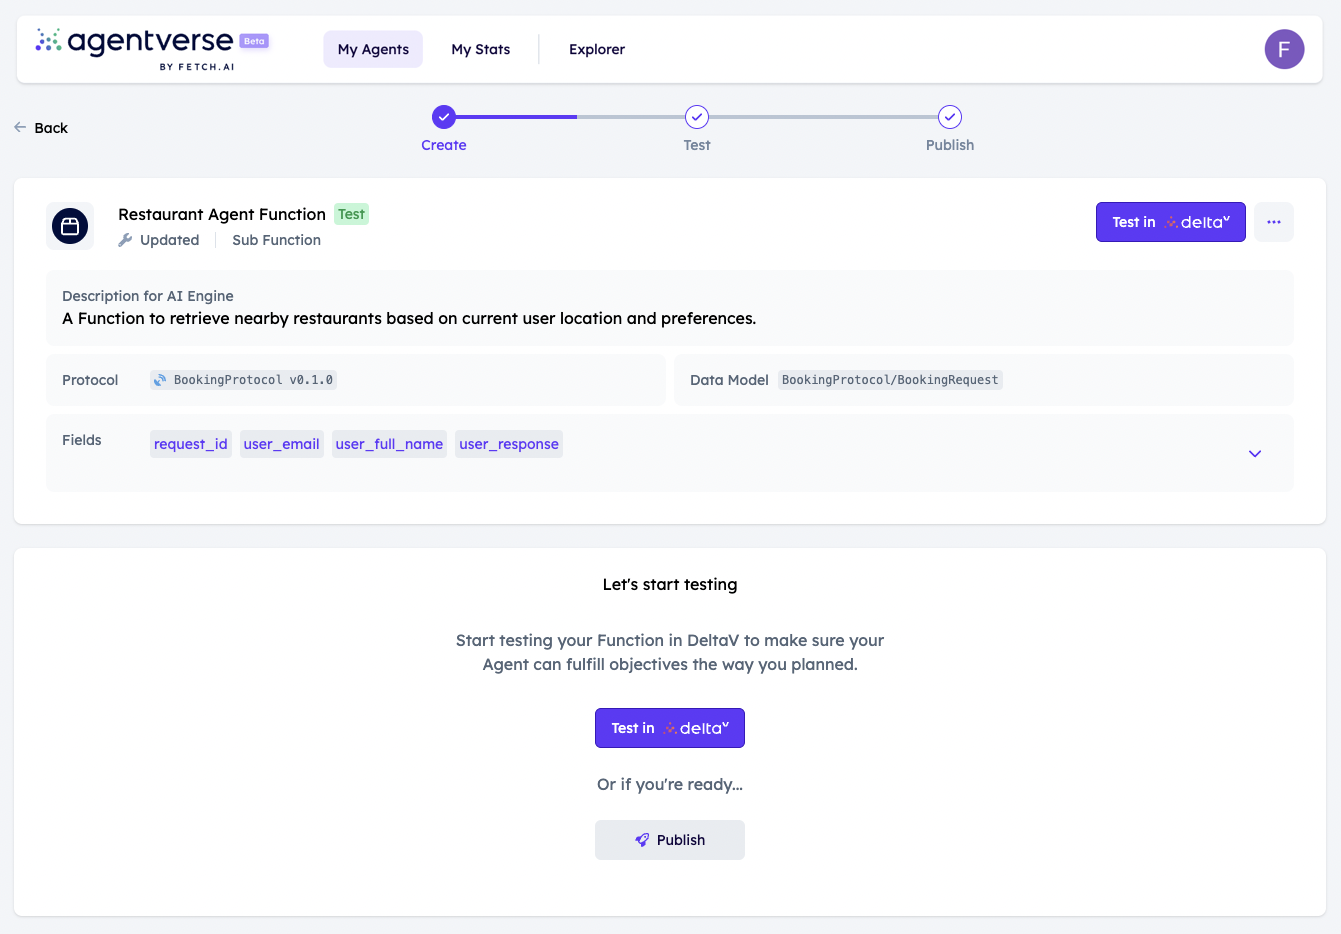 agentverse Beta
BY FETCH.AI
My Agents
My Stats
Explorer
F
Back
Create
Test
Publish
Restaurant Agent Function Test
Updated
Sub Function
Test in deltaV
...
Description for AI Engine
A Function to retrieve nearby restaurants based on current user location and preferences.
Protocol
BookingProtocol v0.1.0
Data Model
BookingProtocol/BookingRequest
Fields
request_id user_email user_full_name user_response
Let's start testing
Start testing your Function in DeltaV to make sure your
Agent can fulfill objectives the way you planned.
Test in deltaV
Or if you're ready...
Publish